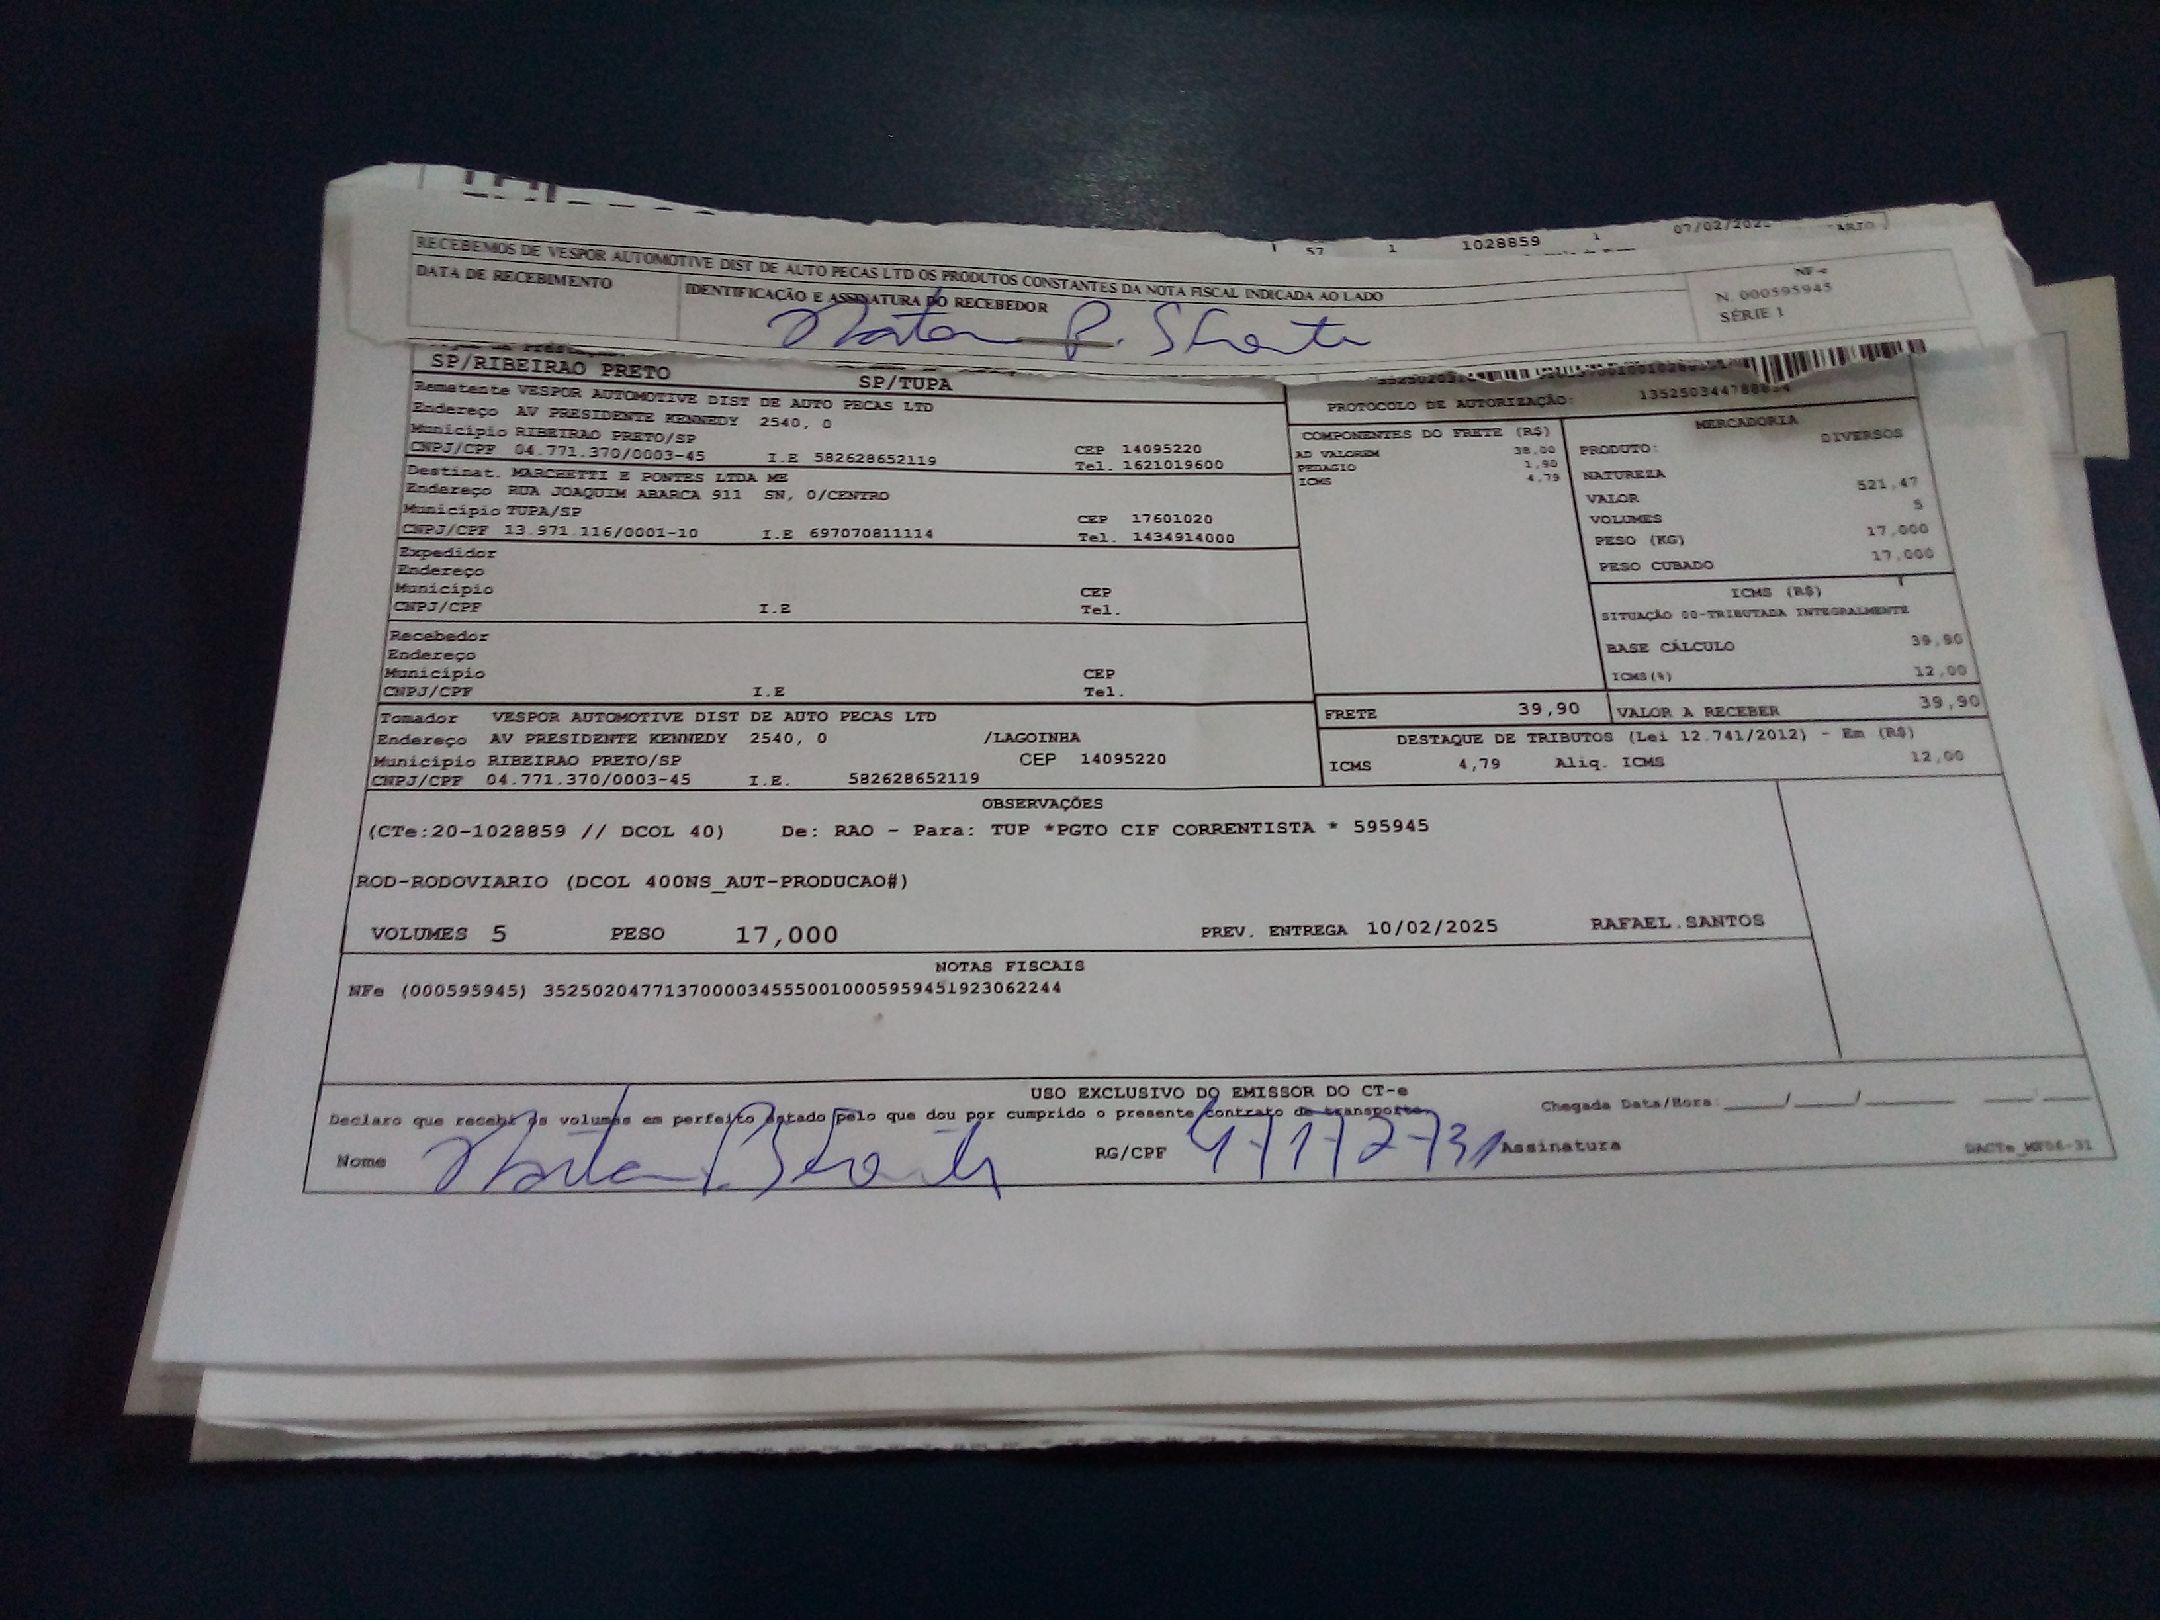 57 1 1028859 1 07/02/202
RECEBEMOS DE VESPOR AUTOMOTIVE DIST DE AUTO PECAS LTD OS PRODUTOS CONSTANTES DA NOTA FISCAL INDICADA AO LADO
DATA DE RECEBIMENTO
IDENTIFICAÇÃO E ASSINATURA DO RECEBEDOR
NF-e
N. 000595945
SÉRIE 1
SP/RIBEIRAO PRETO SP/TUPA
Remetente VESPOR AUTOMOTIVE DIST DE AUTO PECAS LTD
Endereço AV PRESIDENTE KENNEDY 2540, 0
Município RIBEIRAO PRETO/SP CEP 14095220
CNPJ/CPF 04.771.370/0003-45 I.E 582628652119 Tel. 1621019600
Destinat. MARCHETTI E PONTES LTDA ME
Endereço RUA JOAQUIM ABARCA 911 SN, 0/CENTRO
Município TUPA/SP CEP 17601020
CNPJ/CPF 13.971.116/0001-10 I.E 697070811114 Tel. 1434914000
Expedidor
Endereço
Município CEP
CNPJ/CPF I.E Tel.
Recebedor
Endereço
Município CEP
CNPJ/CPF I.E Tel.
Tomador VESPOR AUTOMOTIVE DIST DE AUTO PECAS LTD
Endereço AV PRESIDENTE KENNEDY 2540, 0 /LAGOINHA
Município RIBEIRAO PRETO/SP CEP 14095220
CNPJ/CPF 04.771.370/0003-45 I.E. 582628652119
PROTOCOLO DE AUTORIZAÇÃO:
COMPONENTES DO FRETE (R$)
AD VALOREM 38,00
PEDAGIO 1,90
ICMS 4,79
MERCADORIA
PRODUTO: DIVERSOS
NATUREZA
VALOR 521,47
VOLUMES 5
PESO (KG) 17,000
PESO CUBADO 17,000
ICMS (R$)
SITUAÇÃO 00-TRIBUTADA INTEGRALMENTE
BASE CÁLCULO 39,90
ICMS(%) 12,00
FRETE 39,90 VALOR A RECEBER 39,90
DESTAQUE DE TRIBUTOS (Lei 12.741/2012) - Em (R$)
ICMS 4,79 Aliq. ICMS 12,00
OBSERVAÇÕES
(CTe:20-1028859 // DCOL 40) De: RAO - Para: TUP *PGTO CIF CORRENTISTA * 595945
ROD-RODOVIARIO (DCOL 400NS_AUT-PRODUCAO#)
VOLUMES 5 PESO 17,000 PREV. ENTREGA 10/02/2025 RAFAEL.SANTOS
NOTAS FISCAIS
NFe (000595945) 35250204771370000345550010005959451923062244
USO EXCLUSIVO DO EMISSOR DO CT-e
Declaro que recebi os volumes em perfeito estado pelo que dou por cumprido o presente contrato de transporte.
Chegada Data/Hora: ____/____/______ ___:___
Nome RG/CPF Assinatura